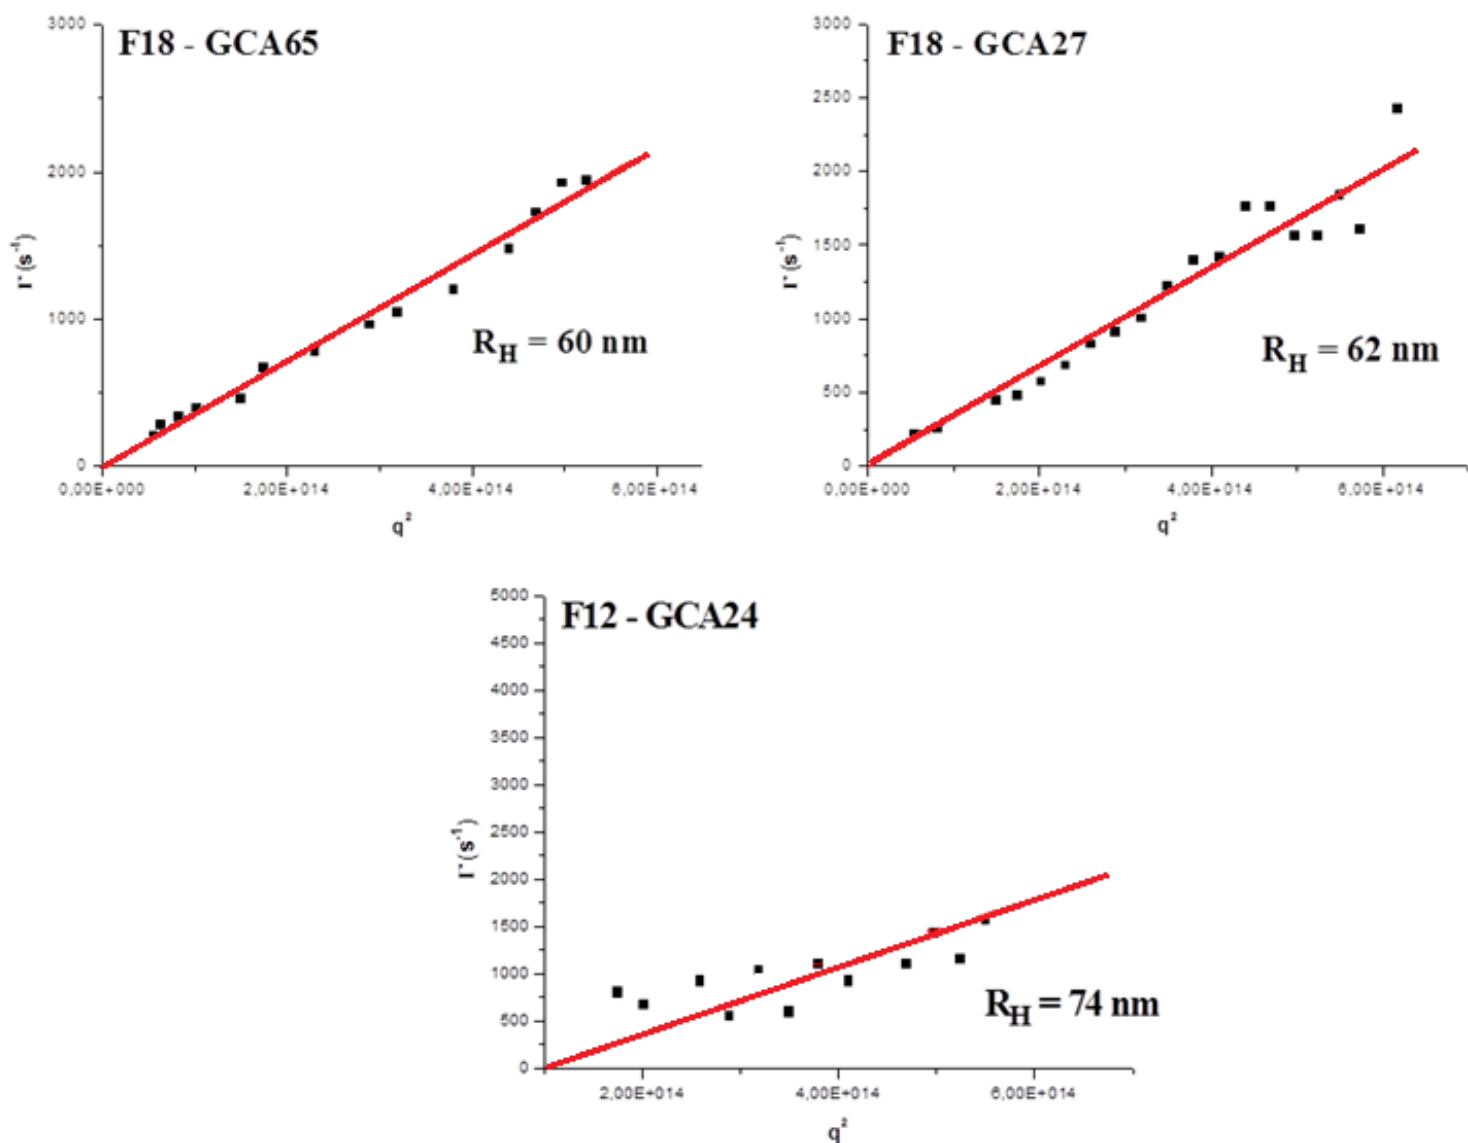 F18 - GCA65
3000
2000
1000
0
Γ (s⁻¹)
R_H = 60 nm
0,00E+000 2,00E+014 4,00E+014 6,00E+014
q²
F18 - GCA27
3000
2500
2000
1500
1000
500
0
Γ (s⁻¹)
R_H = 62 nm
0,00E+000 2,00E+014 4,00E+014 6,00E+014
q²
F12 - GCA24
5000
4500
4000
3500
3000
2500
2000
1500
1000
500
0
Γ (s⁻¹)
R_H = 74 nm
2,00E+014 4,00E+014 6,00E+014
q²